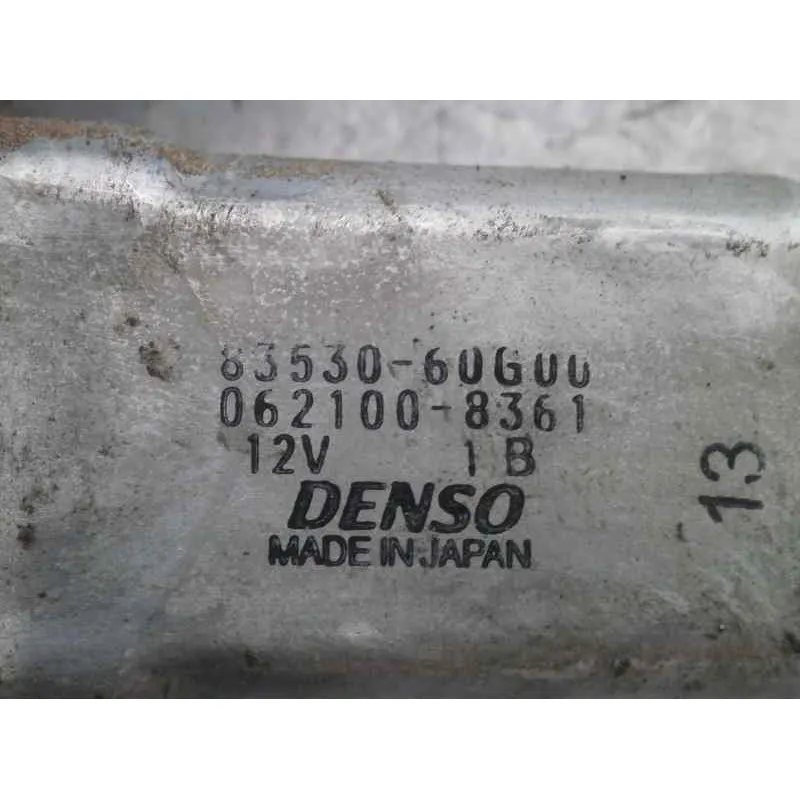 83530-60G00
062100-8361
12V 1B
DENSO
MADE IN JAPAN
13